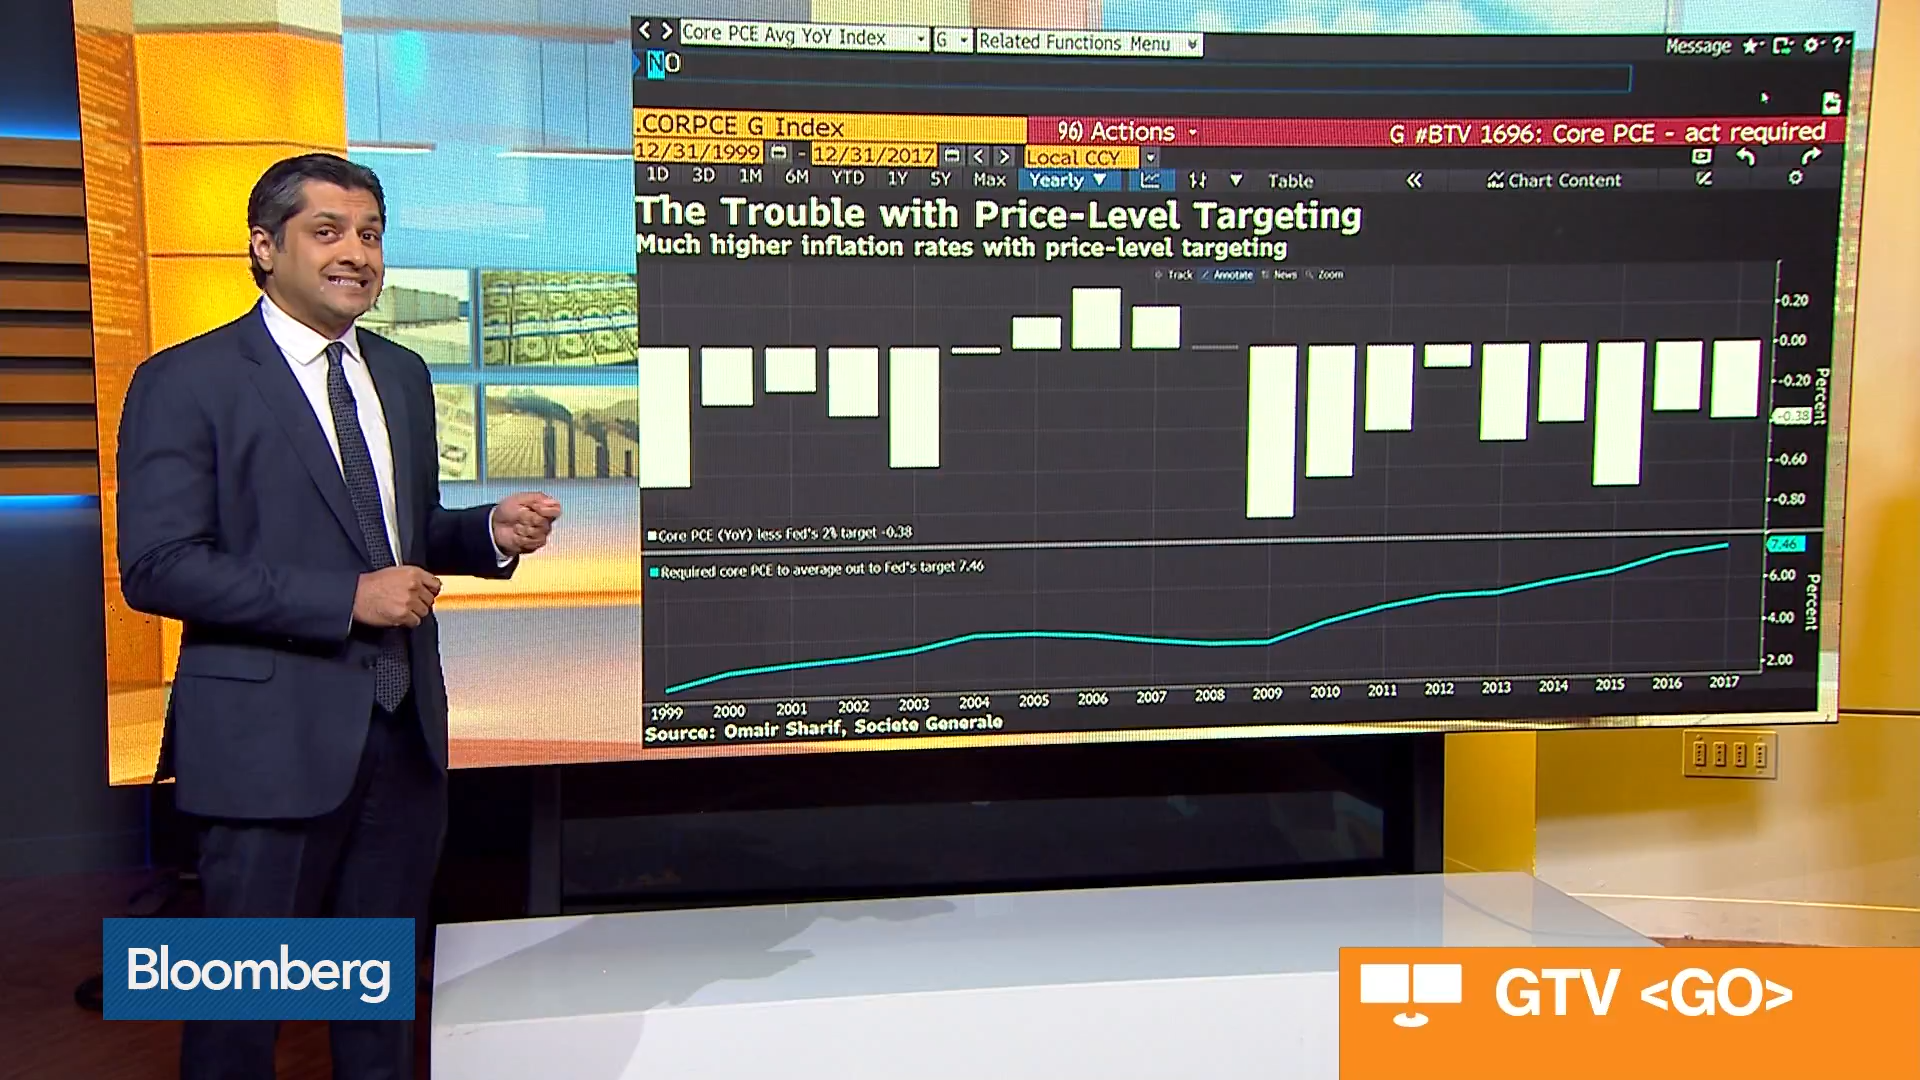 Core PCE Avg YoY Index G Related Functions Menu Message ?
NO
.CORPCE G Index 96) Actions G #BTV 1696: Core PCE - act required
12/31/1999 - 12/31/2017 Local CCY
1D 3D 1M 6M YTD 1Y 5Y Max Yearly Table Chart Content
The Trouble with Price-Level Targeting
Much higher inflation rates with price-level targeting
Track Annotate News Zoom
0.20
0.00
-0.20
-0.38
-0.60
-0.80
Percent
Core PCE (YoY) less Fed's 2% target -0.38
Required core PCE to average out to Fed's target 7.46
7.46
6.00
4.00
2.00
Percent
1999 2000 2001 2002 2003 2004 2005 2006 2007 2008 2009 2010 2011 2012 2013 2014 2015 2016 2017
Source: Omair Sharif, Societe Generale
Bloomberg
GTV <GO>